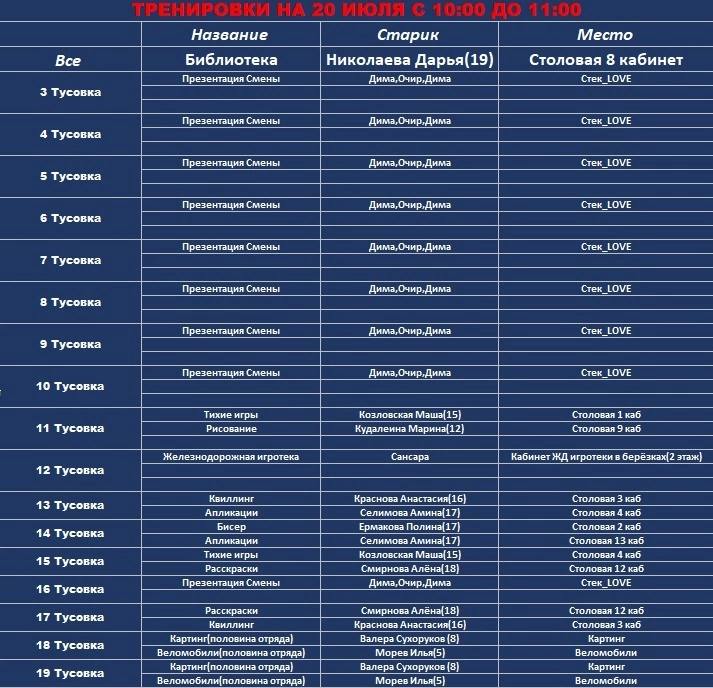 ТРЕНИРОВКИ НА 20 ИЮЛЯ С 10:00 ДО 11:00
Название Старик Место
Все Библиотека Николаева Дарья(19) Столовая 8 кабинет
3 Тусовка Презентация Смены Дима,Очир,Дима Стек_LOVE
4 Тусовка Презентация Смены Дима,Очир,Дима Стек_LOVE
5 Тусовка Презентация Смены Дима,Очир,Дима Стек_LOVE
6 Тусовка Презентация Смены Дима,Очир,Дима Стек_LOVE
7 Тусовка Презентация Смены Дима,Очир,Дима Стек_LOVE
8 Тусовка Презентация Смены Дима,Очир,Дима Стек_LOVE
9 Тусовка Презентация Смены Дима,Очир,Дима Стек_LOVE
10 Тусовка Презентация Смены Дима,Очир,Дима Стек_LOVE
11 Тусовка Тихие игры Козловская Маша(15) Столовая 1 каб
Рисование Кудалеина Марина(12) Столовая 9 каб
12 Тусовка Железнодорожная игротека Сансара Кабинет ЖД игротеки в берёзках(2 этаж)
13 Тусовка Квиллинг Краснова Анастасия(16) Столовая 3 каб
Апликации Селимова Амина(17) Столовая 4 каб
14 Тусовка Бисер Ермакова Полина(17) Столовая 2 каб
Апликации Селимова Амина(17) Столовая 13 каб
15 Тусовка Тихие игры Козловская Маша(15) Столовая 4 каб
Расскраски Смирнова Алёна(18) Столовая 12 каб
16 Тусовка Презентация Смены Дима,Очир,Дима Стек_LOVE
17 Тусовка Расскраски Смирнова Алёна(18) Столовая 12 каб
Квиллинг Краснова Анастасия(16) Столовая 3 каб
18 Тусовка Картинг(половина отряда) Валера Сухоруков (8) Картинг
Веломобили(половина отряда) Морев Илья(5) Веломобили
19 Тусовка Картинг(половина отряда) Валера Сухоруков (8) Картинг
Веломобили(половина отряда) Морев Илья(5) Веломобили